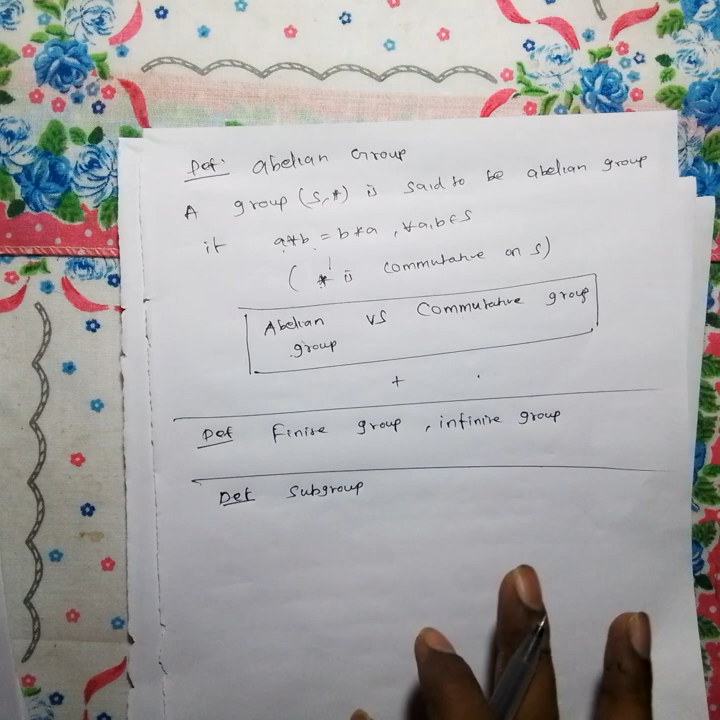 Def: abelian Group
A group (S,*) is said to be abelian group
if a*b = b*a , ∀a,b∈S
( * is commutative on S)
Abelian vs Commutative group
group
+ .
Def Finite group , infinite group
Def Subgroup